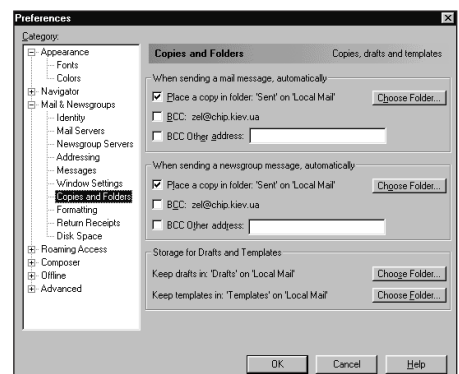 Preferences
Category:
Appearance
Fonts
Colors
Navigator
Mail & Newsgroups
Identity
Mail Servers
Newsgroup Servers
Addressing
Messages
Window Settings
Copies and Folders
Formatting
Return Receipts
Disk Space
Roaming Access
Composer
Offline
Advanced
Copies and Folders Copies, drafts and templates
When sending a mail message, automatically
Place a copy in folder: 'Sent' on 'Local Mail' Choose Folder...
BCC: zel@chip.kiev.ua
BCC Other address:
When sending a newsgroup message, automatically
Place a copy in folder: 'Sent' on 'Local Mail' Choose Folder...
BCC: zel@chip.kiev.ua
BCC Other address:
Storage for Drafts and Templates
Keep drafts in: 'Drafts' on 'Local Mail' Choose Folder...
Keep templates in: 'Templates' on 'Local Mail' Choose Folder...
OK Cancel Help